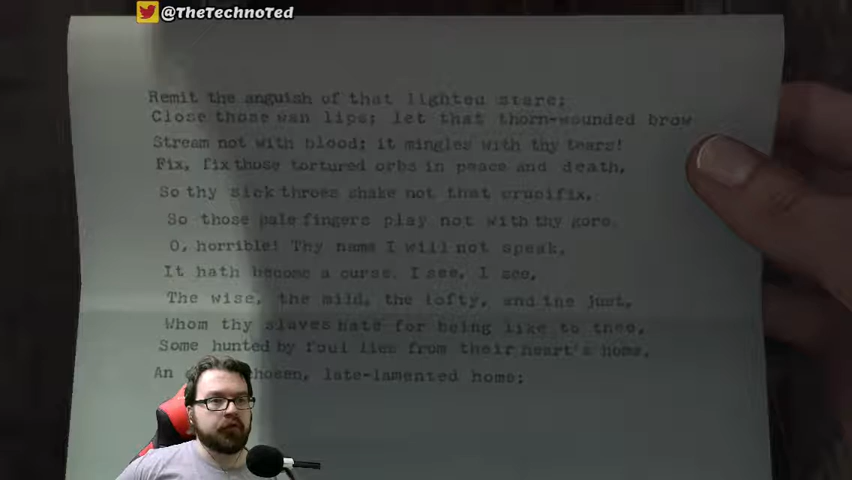 @TheTechnoTed
Remit the anguish of that lighted stare;
Close those wan lips; let that thorn-wounded brow
Stream not with blood; it mingles with thy tears!
Fix, fix those tortured orbs in peace and death,
So thy sick throes shake not that crucifix,
So those pale fingers play not with thy gore.
O, horrible! Thy name I will not speak,
It hath become a curse. I see, I see,
The wise, the mild, the lofty, and the just,
Whom thy slaves hate for being like to thee,
Some hunted by foul lies from their heart's home,
An chosen, late-lamented home;